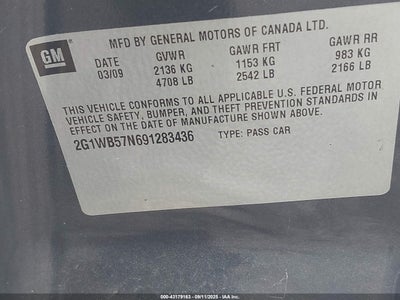 GM
MFD BY GENERAL MOTORS OF CANADA LTD.
DATE GVWR GAWR FRT GAWR RR
03/09 2136 KG 1153 KG 983 KG
4708 LB 2542 LB 2166 LB
THIS VEHICLE CONFORMS TO ALL APPLICABLE U.S. FEDERAL MOTOR
VEHICLE SAFETY, BUMPER, AND THEFT PREVENTION STANDARDS IN
EFFECT ON THE DATE OF MANUFACTURE SHOWN ABOVE.
2G1WB57N691283436 TYPE: PASS CAR
000-43179163 - 09/11/2025 - IAA Inc.